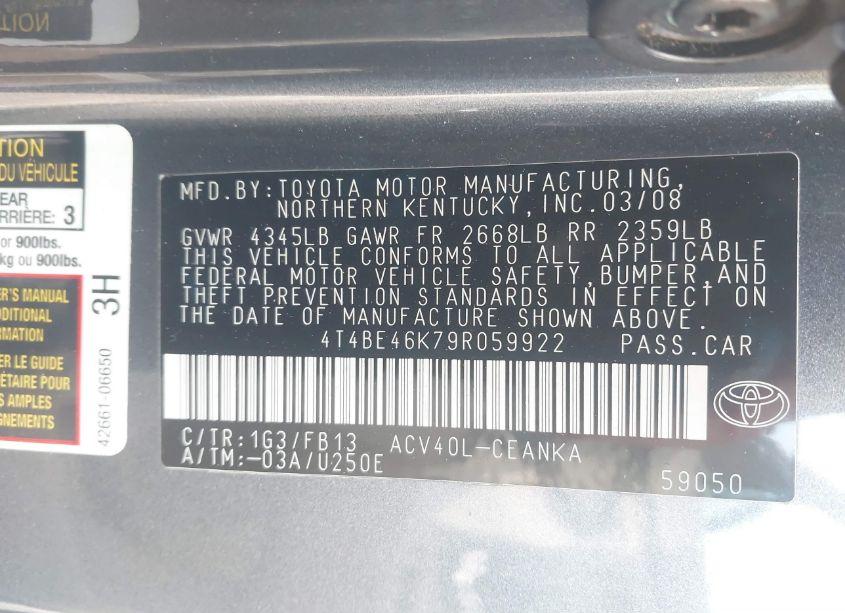 TION
TION
DU VÉHICULE
EAR
RRIÈRE: 3
or 900lbs.
kg ou 900lbs.
ER'S MANUAL
DDITIONAL
ORMATION
ER LE GUIDE
ÉTAIRE POUR
S AMPLES
GNEMENTS
3H
42661-06650
MFD.BY:TOYOTA MOTOR MANUFACTURING,
NORTHERN KENTUCKY,INC.03/08
GVWR 4345LB GAWR FR 2668LB RR 2359LB
THIS VEHICLE CONFORMS TO ALL APPLICABLE
FEDERAL MOTOR VEHICLE SAFETY,BUMPER,AND
THEFT PREVENTION STANDARDS IN EFFECT ON
THE DATE OF MANUFACTURE SHOWN ABOVE.
4T4BE46K79R059922 PASS.CAR
C/TR:1G3/FB13 ACV40L-CEANKA
A/TM:-03A/U250E
59050